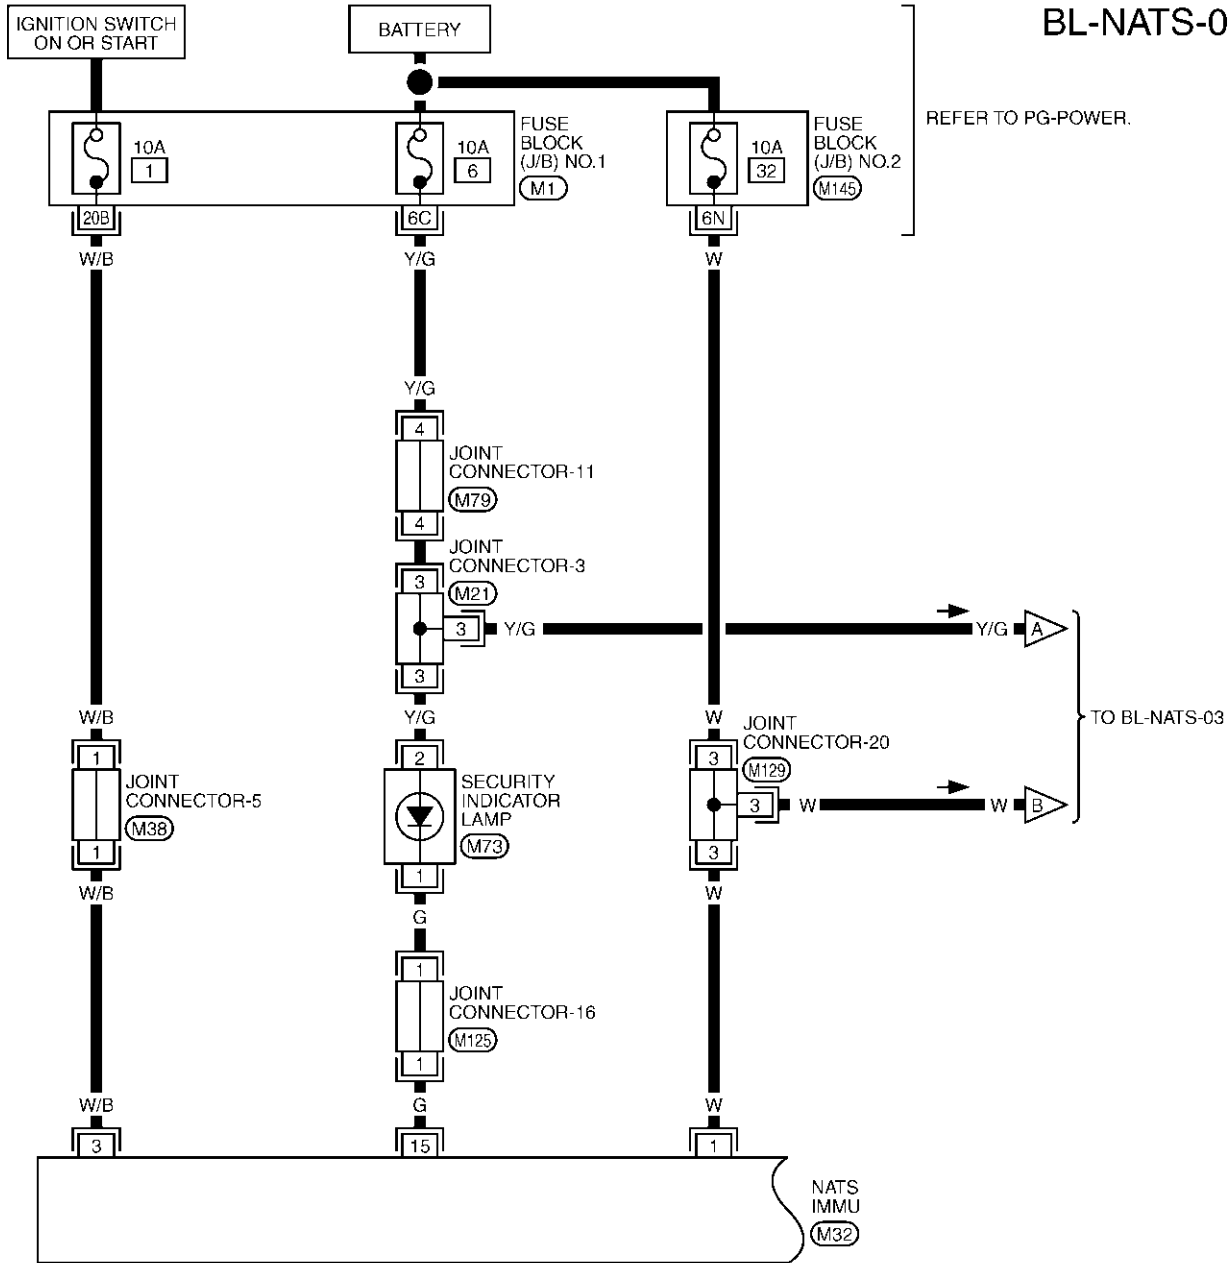 BL-NATS-0
IGNITION SWITCH
ON OR START
BATTERY
REFER TO PG-POWER.
10A
1
10A
6
FUSE
BLOCK
(J/B) NO.1
M1
10A
32
FUSE
BLOCK
(J/B) NO.2
M145
20B
6C
6N
W/B
Y/G
W
Y/G
4
JOINT
CONNECTOR-11
M79
4
JOINT
CONNECTOR-3
3
M21
3
Y/G
Y/G
A
3
W/B
Y/G
W
TO BL-NATS-03
1
JOINT
CONNECTOR-5
M38
1
2
SECURITY
INDICATOR
LAMP
M73
1
JOINT
CONNECTOR-20
3
M129
3
W
W
B
3
W/B
G
W
1
JOINT
CONNECTOR-16
M125
1
W/B
G
W
3
15
1
NATS
IMMU
M32